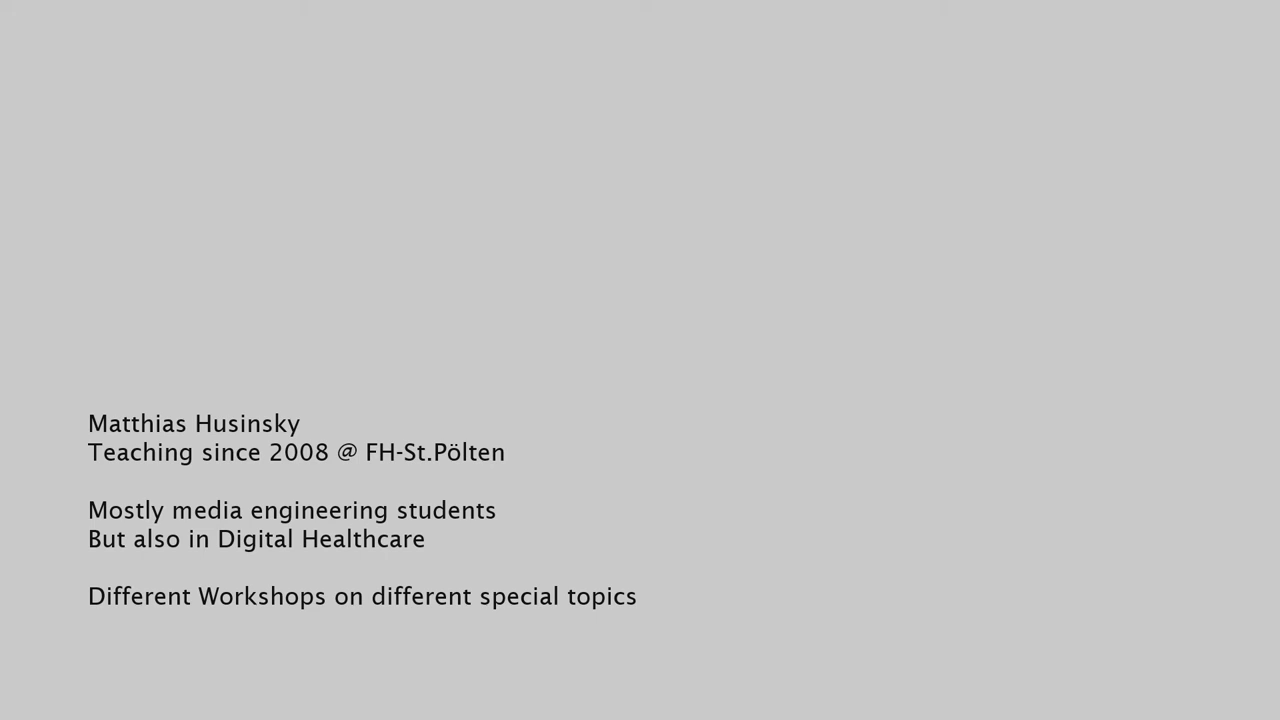 Matthias Husinsky
Teaching since 2008 @ FH-St.Pölten
Mostly media engineering students
But also in Digital Healthcare
Different Workshops on different special topics